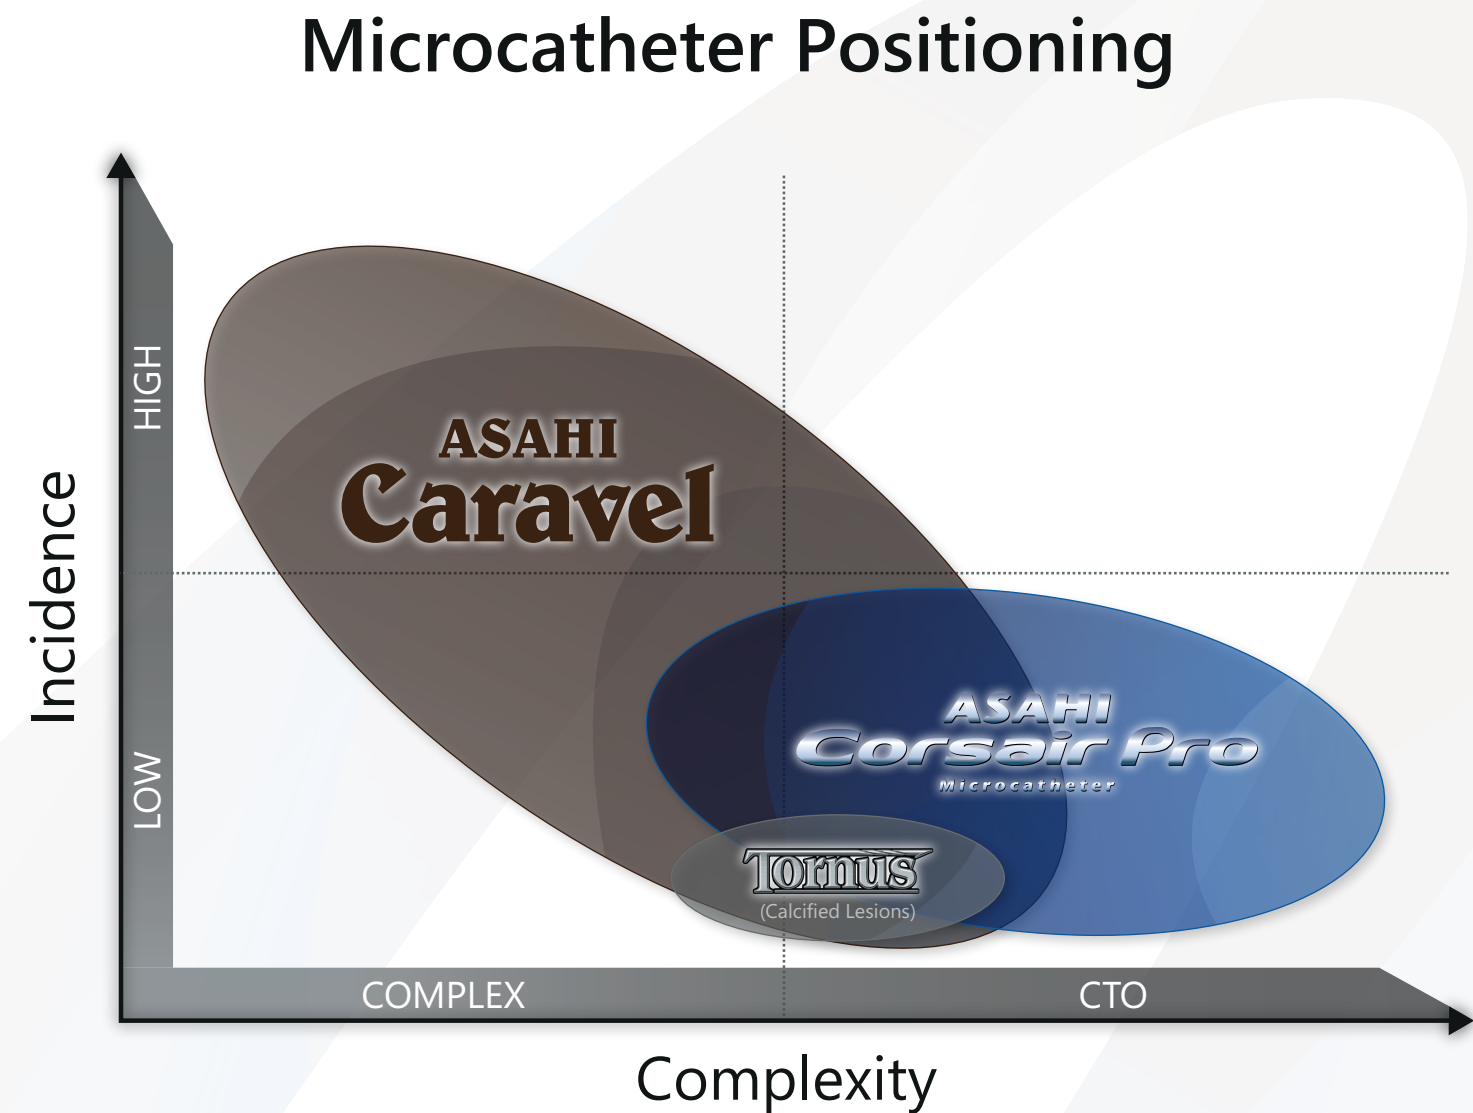 Microcatheter Positioning
Incidence
HIGH
LOW
ASAHI
Caravel
ASAHI
Corsair Pro
Microcatheter
Tornus
(Calcified Lesions)
COMPLEX
CTO
Complexity